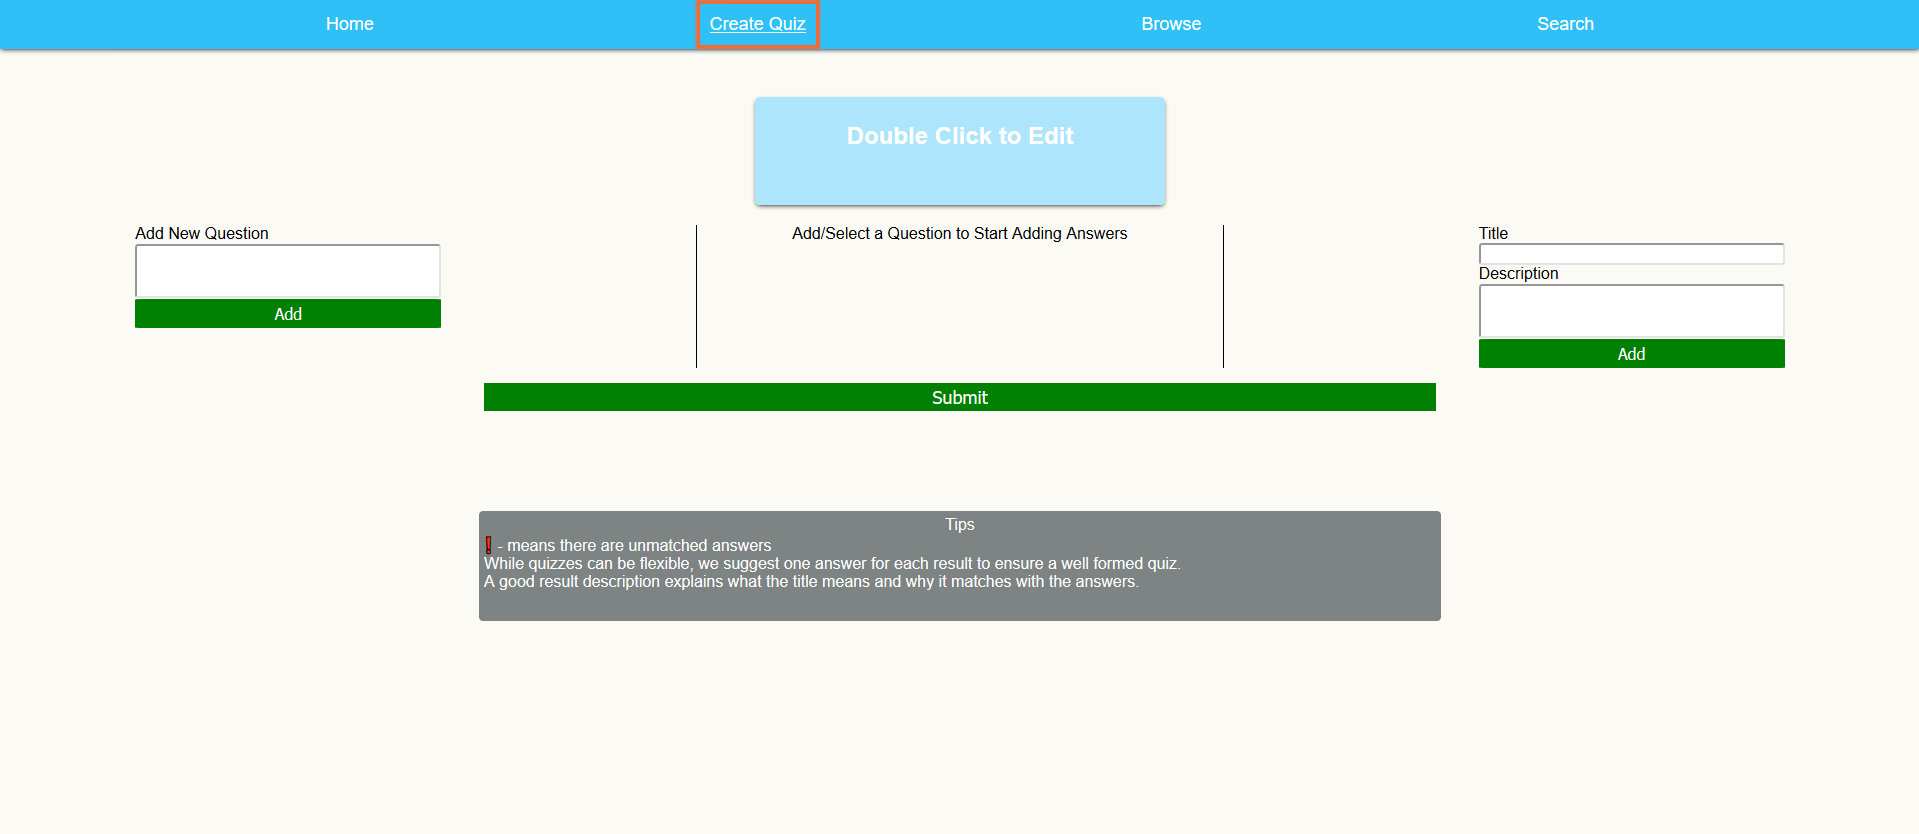 Home
Create Quiz
Browse
Search
Double Click to Edit
Add New Question
Add
Add/Select a Question to Start Adding Answers
Title
Description
Add
Submit
Tips
❗ - means there are unmatched answers
While quizzes can be flexible, we suggest one answer for each result to ensure a well formed quiz.
A good result description explains what the title means and why it matches with the answers.